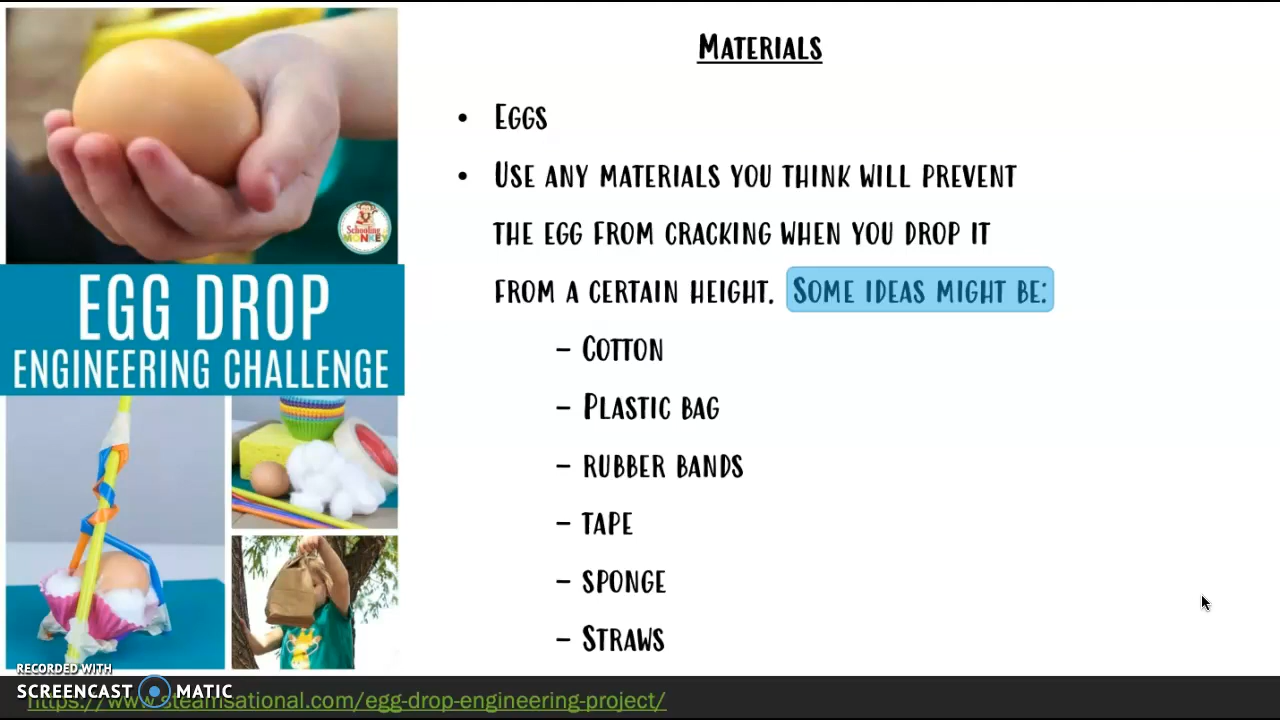 Materials
• Eggs
• Use any materials you think will prevent
the egg from cracking when you drop it
from a certain height. Some ideas might be:
– Cotton
– Plastic bag
– rubber bands
– tape
– sponge
– Straws
Schooling
a MONKEY
EGG DROP
ENGINEERING CHALLENGE
RECORDED WITH
SCREENCAST MATIC
https://www.steamsational.com/egg-drop-engineering-project/